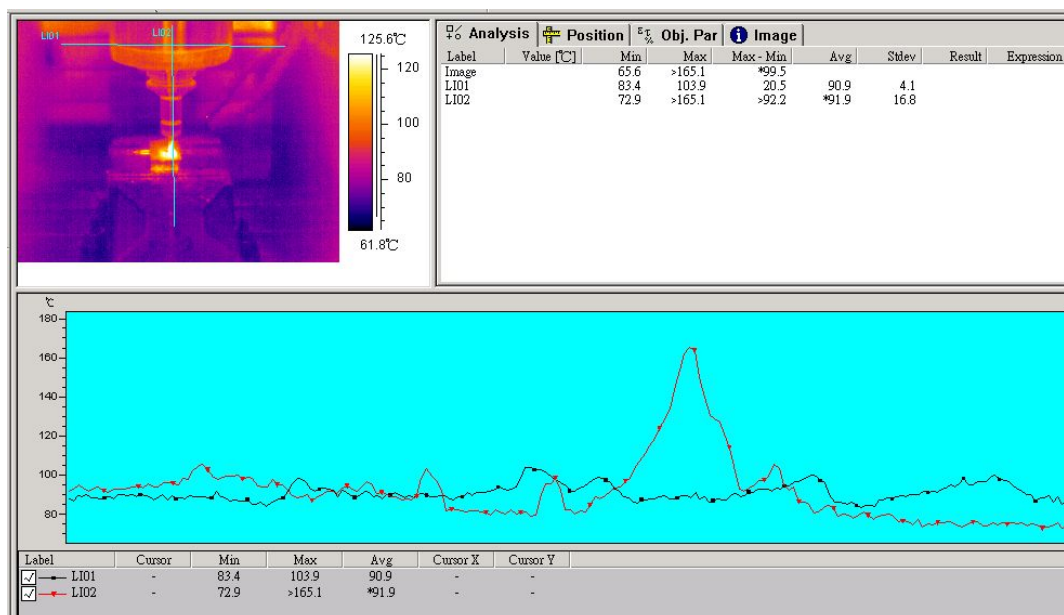 LI01
LI02
125.6℃
120
100
80
61.8℃
Analysis Position Obj. Par Image
Label Value [℃] Min Max Max - Min Avg Stdev Result Expression
Image 65.6 >165.1 *99.5
LI01 83.4 103.9 20.5 90.9 4.1
LI02 72.9 >165.1 >92.2 *91.9 16.8
℃
180
160
140
120
100
80
Label Cursor Min Max Avg Cursor X Cursor Y
LI01 - 83.4 103.9 90.9 - -
LI02 - 72.9 >165.1 *91.9 - -